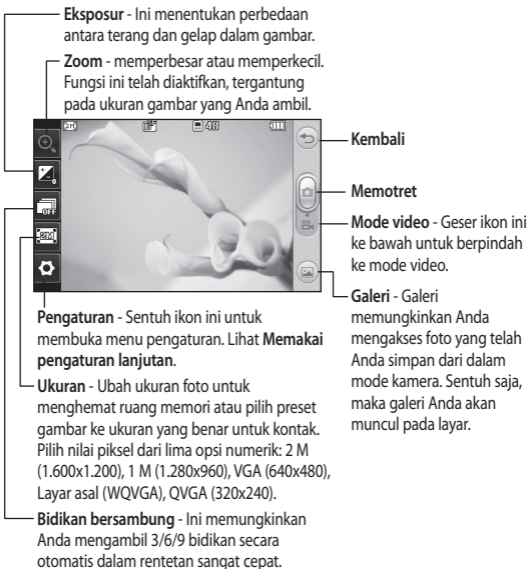 Eksposur - Ini menentukan perbedaan
antara terang dan gelap dalam gambar.
Zoom - memperbesar atau memperkecil.
Fungsi ini telah diaktifkan, tergantung
pada ukuran gambar yang Anda ambil.
2M
48
OFF
2M
Kembali
Memotret
Mode video - Geser ikon ini
ke bawah untuk berpindah
ke mode video.
Galeri - Galeri
memungkinkan Anda
mengakses foto yang telah
Anda simpan dari dalam
mode kamera. Sentuh saja,
maka galeri Anda akan
muncul pada layar.
Pengaturan - Sentuh ikon ini untuk
membuka menu pengaturan. Lihat Memakai
pengaturan lanjutan.
Ukuran - Ubah ukuran foto untuk
menghemat ruang memori atau pilih preset
gambar ke ukuran yang benar untuk kontak.
Pilih nilai piksel dari lima opsi numerik: 2 M
(1.600x1.200), 1 M (1.280x960), VGA (640x480),
Layar asal (WQVGA), QVGA (320x240).
Bidikan bersambung - Ini memungkinkan
Anda mengambil 3/6/9 bidikan secara
otomatis dalam rentetan sangat cepat.